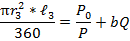 πr₃² * ℓ₃ / 360 = P₀ / P + bQ